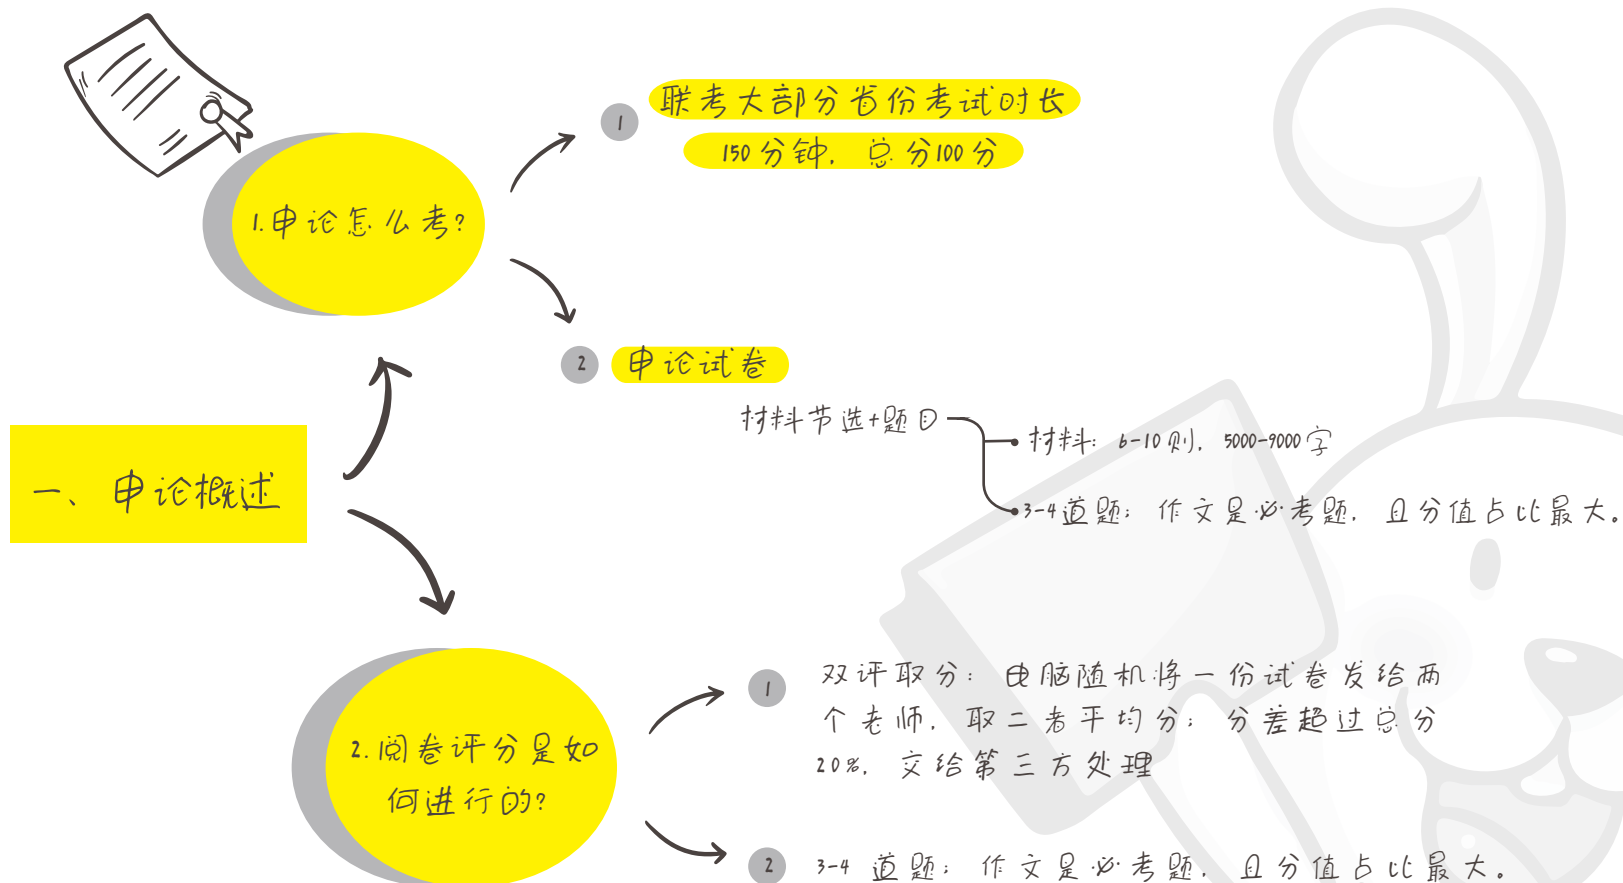 联考大部分省份考试时长
150分钟，总分100分
1.申论怎么考?
2 申论试卷
材料节选+题目
材料：6-10则，5000-9000字
3-4道题：作文是必考题，且分值占比最大。
一、申论概述
1 双评取分：电脑随机将一份试卷发给两
个老师，取二者平均分；分差超过总分
20%，交给第三方处理
2.阅卷评分是如
何进行的?
2 3-4 道题：作文是必考题，且分值占比最大。
1